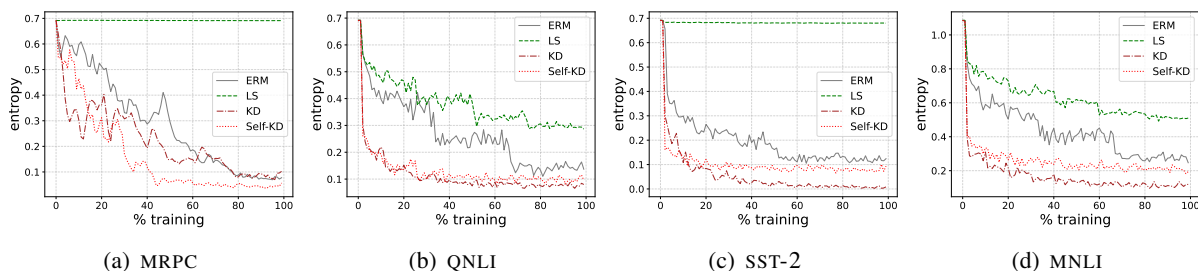 0.7
0.6
0.5
0.4
0.3
0.2
0.1
entropy
ERM
LS
KD
Self-KD
0 20 40 60 80 100
% training
(a) MRPC
0.7
0.6
0.5
0.4
0.3
0.2
0.1
entropy
ERM
LS
KD
Self-KD
0 20 40 60 80 100
% training
(b) QNLI
0.7
0.6
0.5
0.4
0.3
0.2
0.1
0.0
entropy
ERM
LS
KD
Self-KD
0 20 40 60 80 100
% training
(c) SST-2
1.0
0.8
0.6
0.4
0.2
entropy
ERM
LS
KD
Self-KD
0 20 40 60 80 100
% training
(d) MNLI